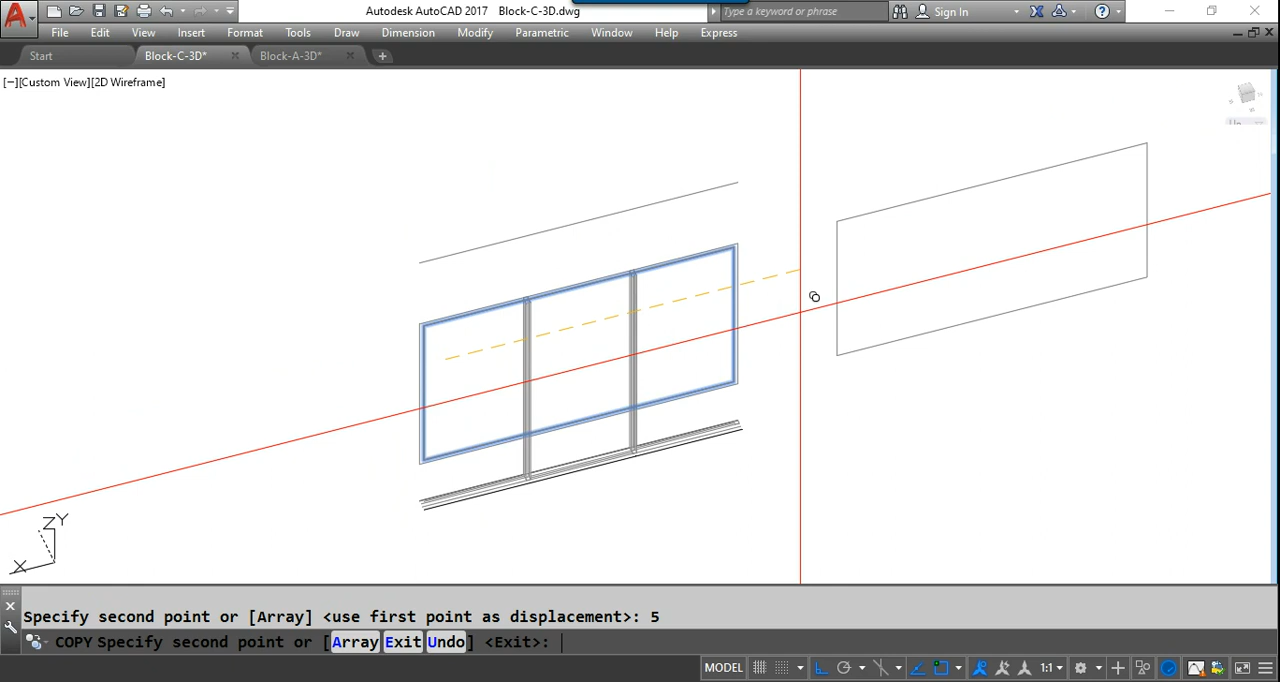 Autodesk AutoCAD 2017 Block-C-3D.dwg
Type a keyword or phrase
Sign In
File Edit View Insert Format Tools Draw Dimension Modify Parametric Window Help Express
Start Block-C-3D* Block-A-3D*
[−][Custom View][2D Wireframe]
Z Y
X
Specify second point or [Array] <use first point as displacement>: 5
COPY Specify second point or [Array Exit Undo] <Exit>:
MODEL 1:1